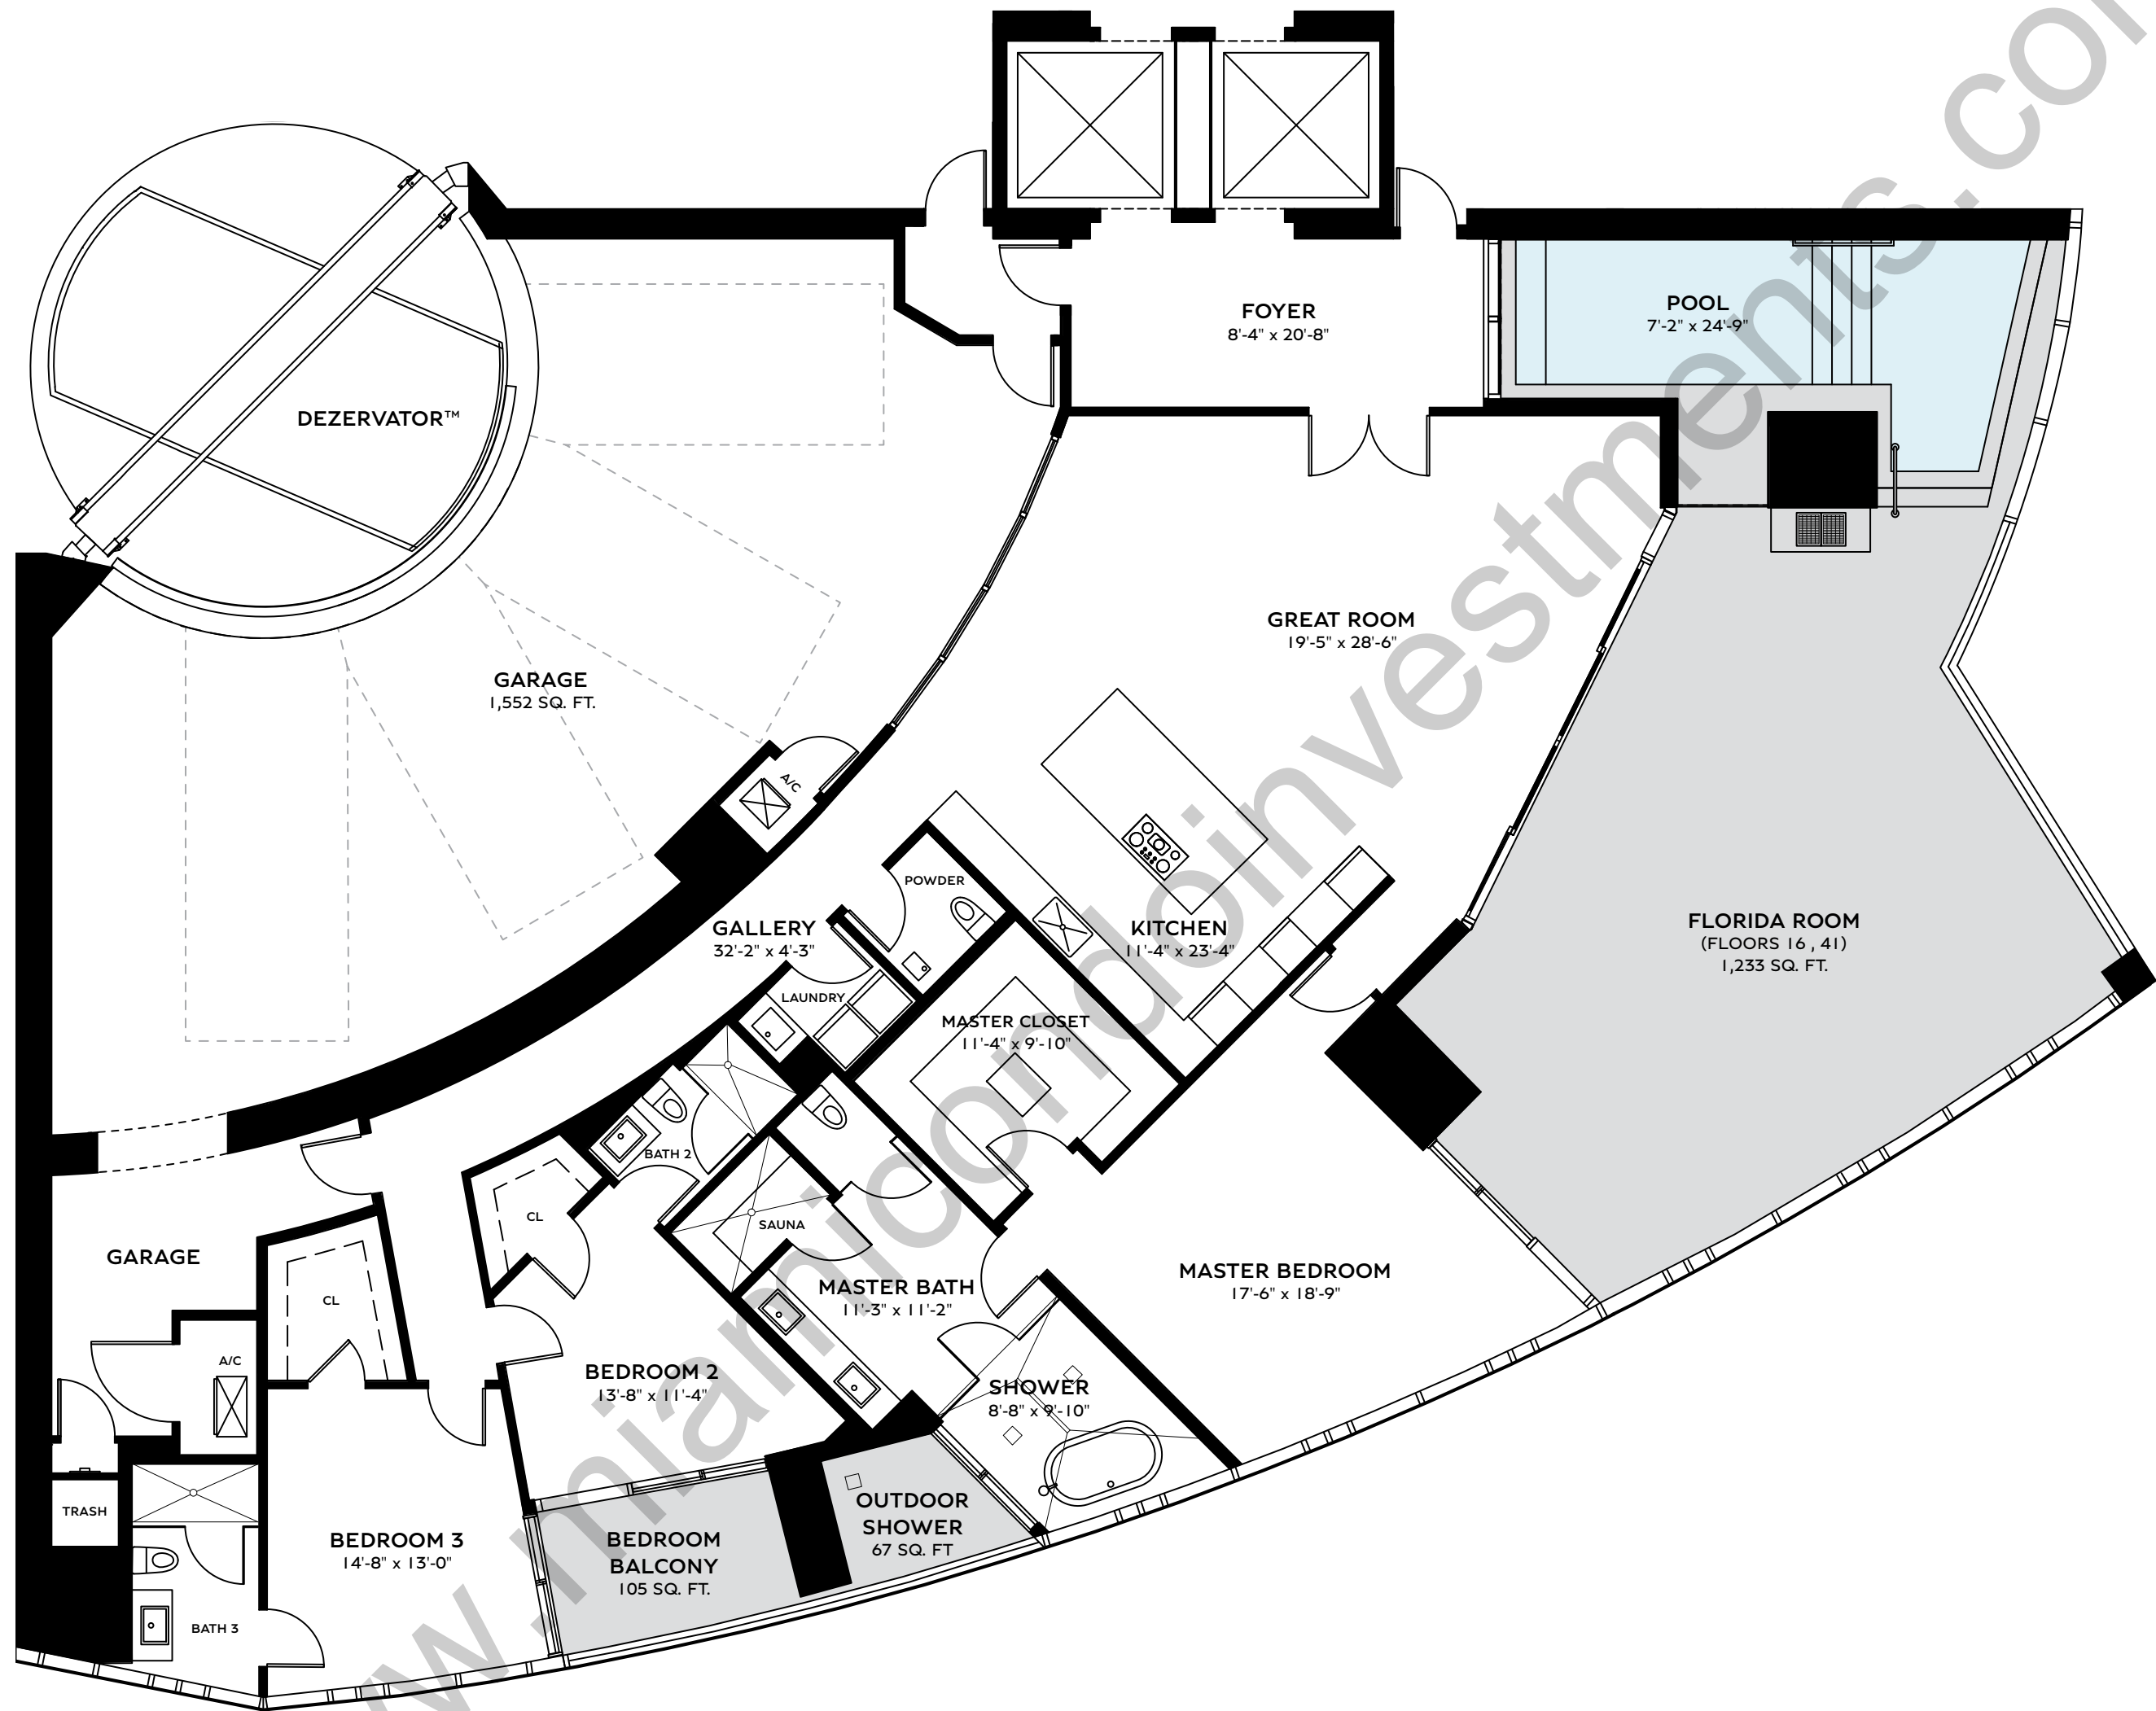 FOYER
8'-4" x 20'-8"
POOL
7'-2" x 24'-9"
DEZERVATOR™
GREAT ROOM
19'-5" x 28'-6"
GARAGE
1,552 SQ. FT.
A/C
POWDER
GALLERY
32'-2" x 4'-3"
KITCHEN
11'-4" x 23'-4"
FLORIDA ROOM
(FLOORS 16 , 41)
1,233 SQ. FT.
LAUNDRY
MASTER CLOSET
11'-4" x 9'-10"
BATH 2
CL
SAUNA
GARAGE
CL
MASTER BATH
11'-3" x 11'-2"
MASTER BEDROOM
17'-6" x 18'-9"
A/C
BEDROOM 2
13'-8" x 11'-4"
SHOWER
8'-8" x 9'-10"
TRASH
OUTDOOR
SHOWER
67 SQ. FT
BEDROOM 3
14'-8" x 13'-0"
BEDROOM
BALCONY
105 SQ. FT.
BATH 3
w.miamicondoinvestments.co